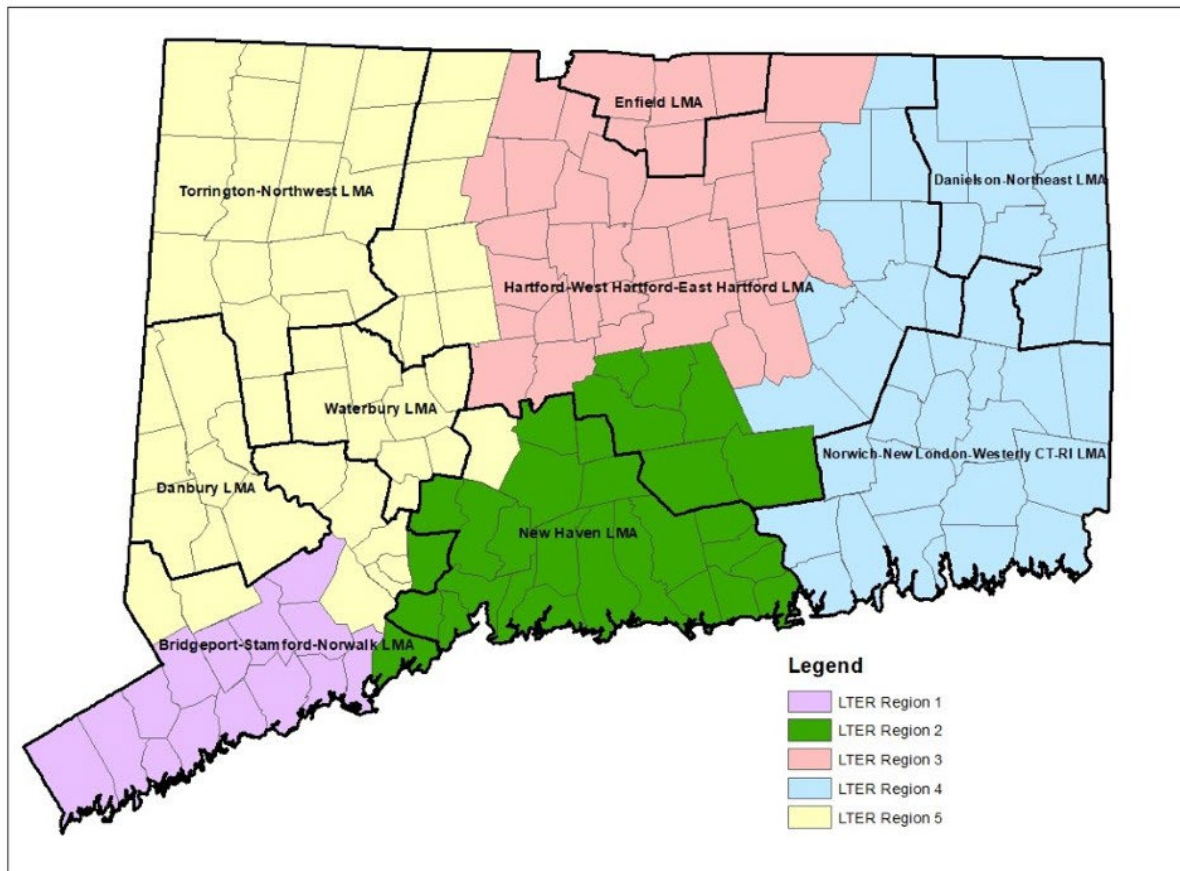 Enfield LMA
Torrington-Northwest LMA
Danielson-Northeast LMA
Hartford-West Hartford-East Hartford LMA
Waterbury LMA
Norwich-New London-Westerly CT-RI LMA
Danbury LMA
New Haven LMA
Bridgeport-Stamford-Norwalk LMA
Legend
LTER Region 1
LTER Region 2
LTER Region 3
LTER Region 4
LTER Region 5